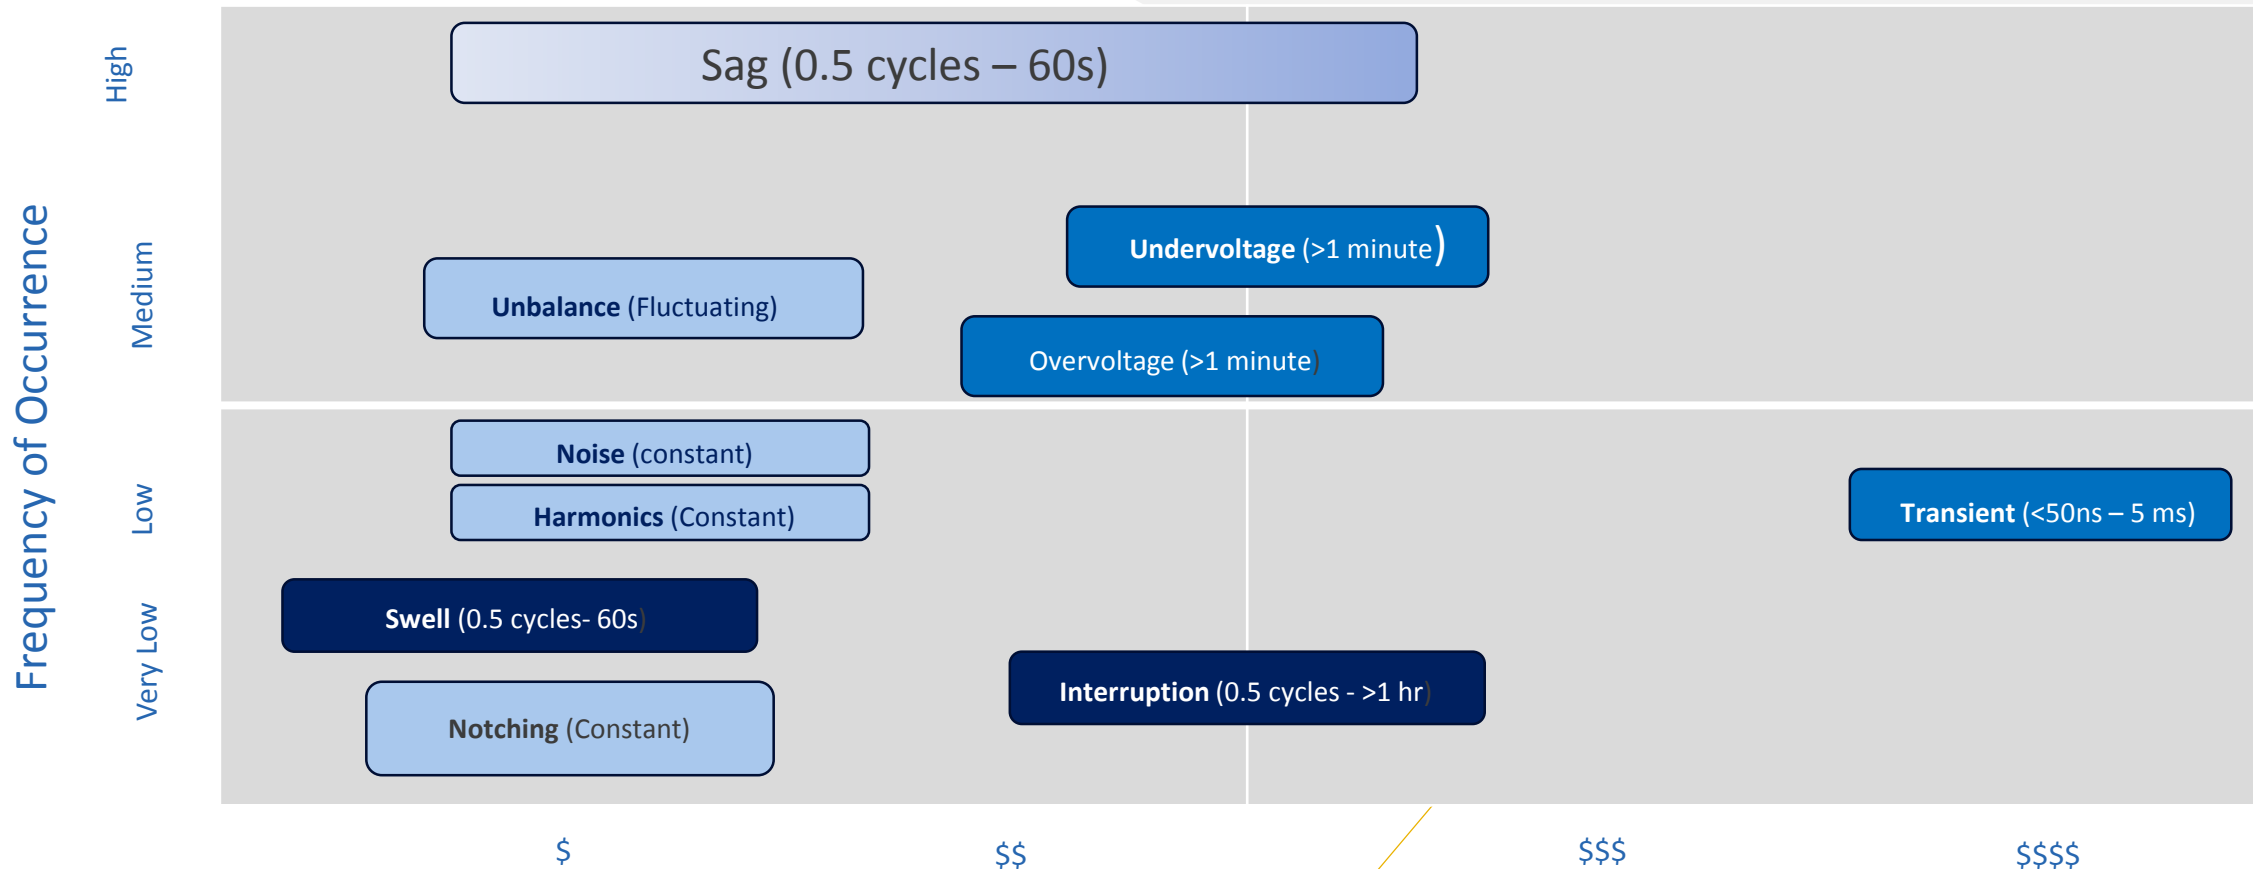 Frequency of Occurrence
High
Medium
Low
Very Low
Sag (0.5 cycles – 60s)
Undervoltage (>1 minute)
Unbalance (Fluctuating)
Overvoltage (>1 minute)
Noise (constant)
Harmonics (Constant)
Transient (<50ns – 5 ms)
Swell (0.5 cycles- 60s)
Interruption (0.5 cycles - >1 hr)
Notching (Constant)
$
$$
$$$
$$$$